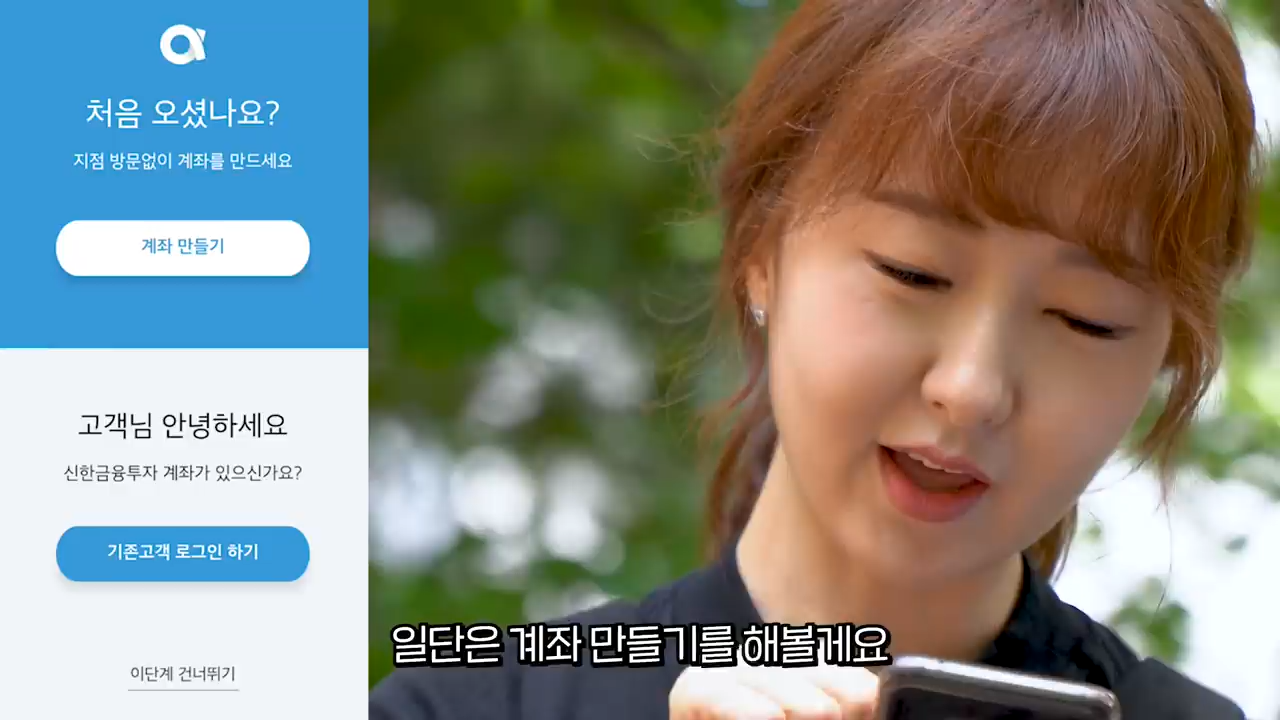 처음 오셨나요?
지점 방문없이 계좌를 만드세요
계좌 만들기
고객님 안녕하세요
신한금융투자 계좌가 있으신가요?
기존고객 로그인 하기
이단계 건너뛰기
일단은 계좌 만들기를 해볼게요